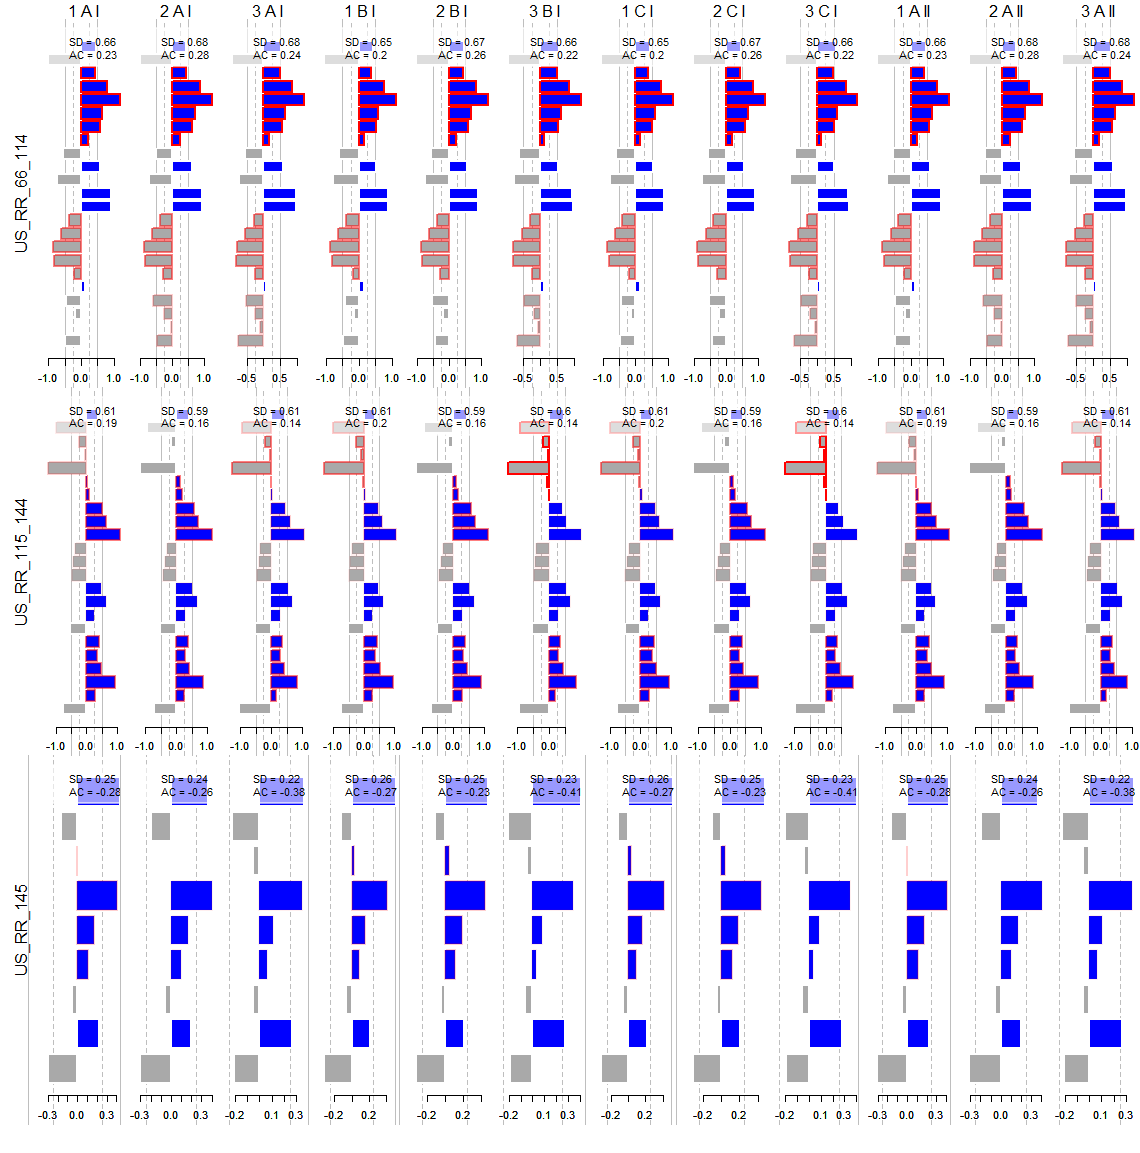 1 A I 2 A I 3 A I 1 B I 2 B I 3 B I 1 C I 2 C I 3 C I 1 A II 2 A II 3 A II
US_RR_66_114
SD = 0.66 SD = 0.68 SD = 0.68 SD = 0.65 SD = 0.67 SD = 0.66 SD = 0.65 SD = 0.67 SD = 0.66 SD = 0.66 SD = 0.68 SD = 0.68
AC = 0.23 AC = 0.28 AC = 0.24 AC = 0.2 AC = 0.26 AC = 0.22 AC = 0.2 AC = 0.26 AC = 0.22 AC = 0.23 AC = 0.28 AC = 0.24
-1.0 0.0 1.0 -1.0 0.0 1.0 -0.5 0.5 -1.0 0.0 1.0 -1.0 0.0 1.0 -0.5 0.5 -1.0 0.0 1.0 -1.0 0.0 1.0 -0.5 0.5 -1.0 0.0 1.0 -1.0 0.0 1.0 -0.5 0.5
US_RR_115_144
SD = 0.61 SD = 0.59 SD = 0.61 SD = 0.61 SD = 0.59 SD = 0.6 SD = 0.61 SD = 0.59 SD = 0.6 SD = 0.61 SD = 0.59 SD = 0.61
AC = 0.19 AC = 0.16 AC = 0.14 AC = 0.2 AC = 0.16 AC = 0.14 AC = 0.2 AC = 0.16 AC = 0.14 AC = 0.19 AC = 0.16 AC = 0.14
-1.0 0.0 1.0 -1.0 0.0 1.0 -1.0 0.0 1.0 -1.0 0.0 1.0 -1.0 0.0 1.0 -1.0 0.0 1.0 -1.0 0.0 1.0 -1.0 0.0 1.0 -1.0 0.0 -1.0 0.0 1.0 -1.0 0.0 1.0 -1.0 0.0 1.0
US_RR_145
SD = 0.25 SD = 0.24 SD = 0.22 SD = 0.26 SD = 0.25 SD = 0.23 SD = 0.26 SD = 0.25 SD = 0.23 SD = 0.25 SD = 0.24 SD = 0.22
AC = -0.28 AC = -0.26 AC = -0.38 AC = -0.27 AC = -0.23 AC = -0.41 AC = -0.27 AC = -0.23 AC = -0.41 AC = -0.28 AC = -0.26 AC = -0.38
-0.3 0.0 0.3 -0.3 0.0 0.3 -0.2 0.1 0.3 -0.2 0.2 -0.2 0.2 -0.2 0.1 0.3 -0.2 0.2 -0.2 0.2 -0.2 0.1 0.3 -0.3 0.0 0.3 -0.3 0.0 0.3 -0.2 0.1 0.3